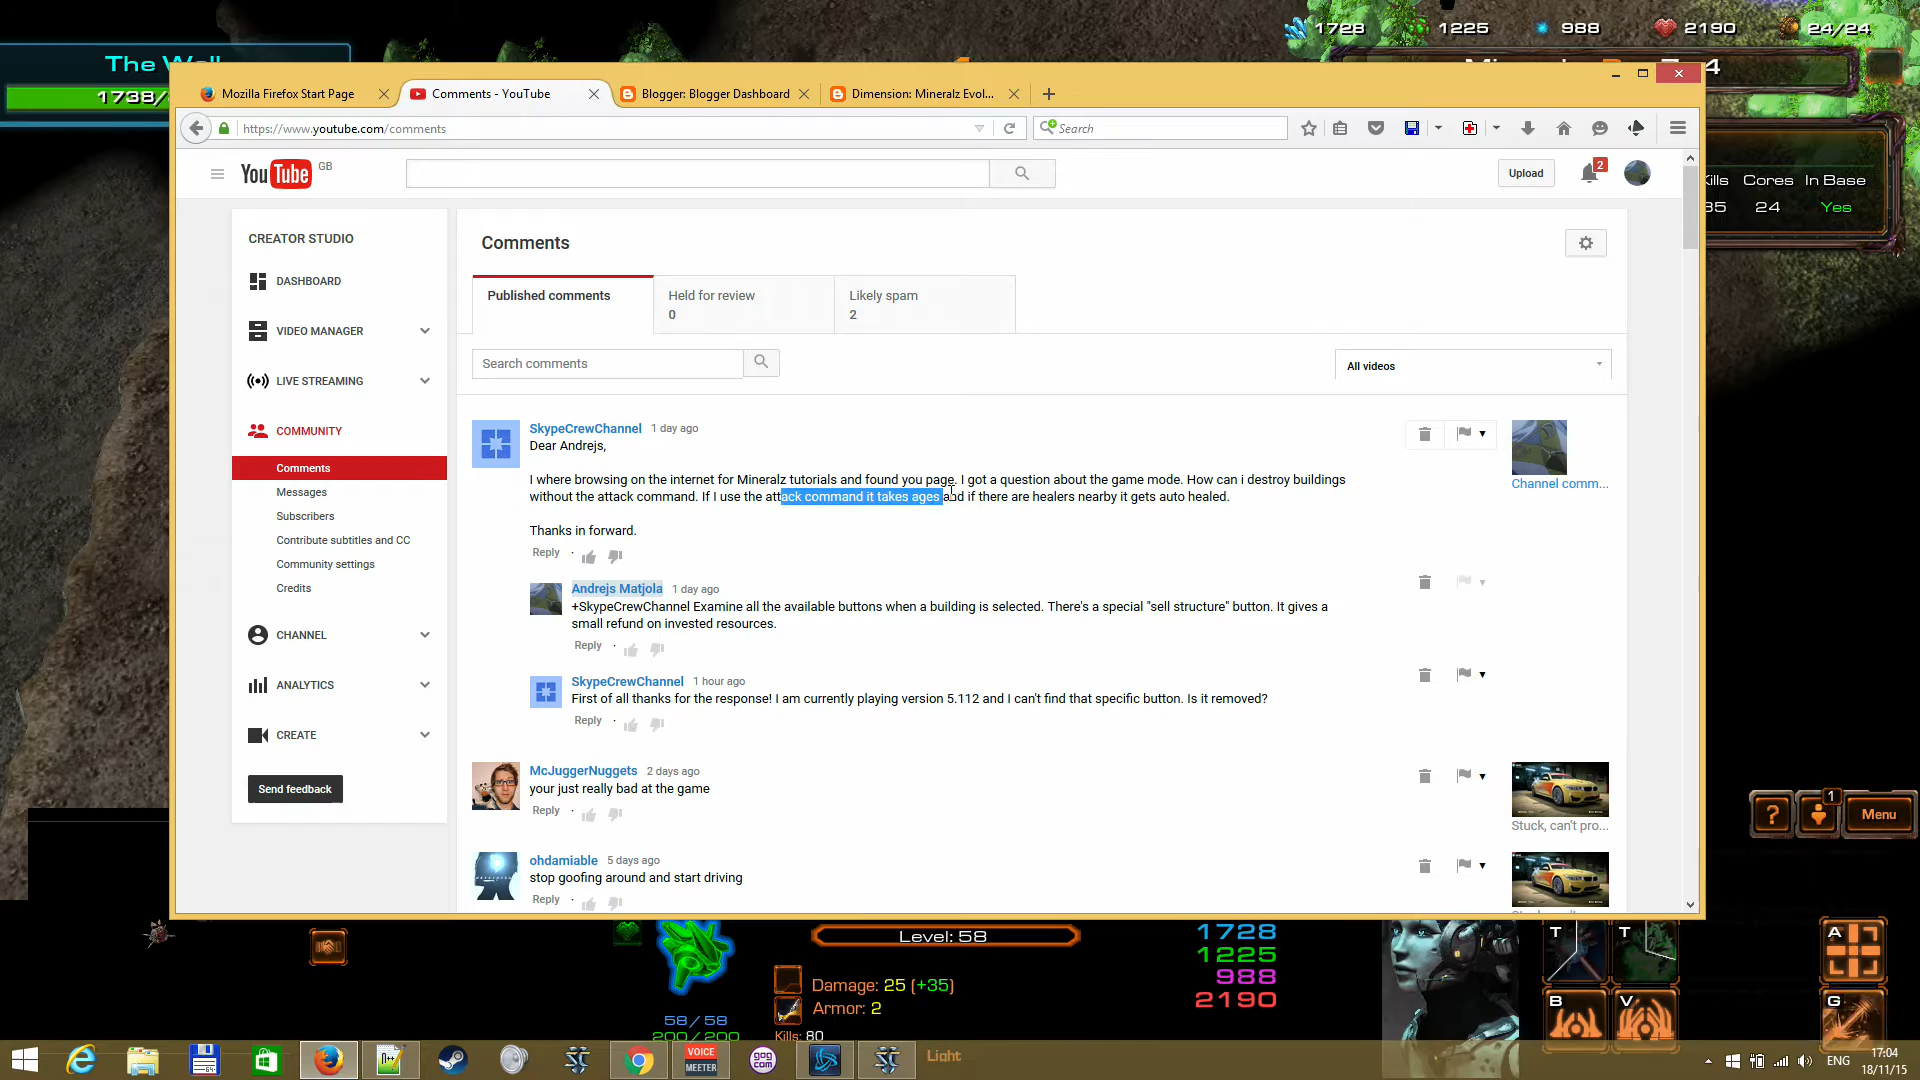 1728 1225 988 2190 24/24
The Wall
1738/
Mozilla Firefox Start Page
Comments - YouTube
Blogger: Blogger Dashboard
Dimension: Mineralz Evol...
https://www.youtube.com/comments
Search
YouTube GB
Upload
2
Kills Cores In Base
35 24 Yes
CREATOR STUDIO
DASHBOARD
VIDEO MANAGER
LIVE STREAMING
COMMUNITY
Comments
Messages
Subscribers
Contribute subtitles and CC
Community settings
Credits
CHANNEL
ANALYTICS
CREATE
Send feedback
Comments
Published comments
Held for review
0
Likely spam
2
Search comments
All videos
SkypeCrewChannel 1 day ago
Dear Andrejs,
I where browsing on the internet for Mineralz tutorials and found you page. I got a question about the game mode. How can i destroy buildings
without the attack command. If I use the attack command it takes ages and if there are healers nearby it gets auto healed.
Thanks in forward.
Reply
Channel comm...
Andrejs Matjola 1 day ago
+SkypeCrewChannel Examine all the available buttons when a building is selected. There's a special "sell structure" button. It gives a
small refund on invested resources.
Reply
SkypeCrewChannel 1 hour ago
First of all thanks for the response! I am currently playing version 5.112 and I can't find that specific button. Is it removed?
Reply
McJuggerNuggets 2 days ago
your just really bad at the game
Reply
Stuck, can't pro...
ohdamiable 5 days ago
stop goofing around and start driving
Reply
? 1 Menu
Level: 58
Damage: 25 (+35)
Armor: 2
Kills: 80
58/58
200/200
1728
1225
988
2190
T T A
B V G
VOICE
MEETER
GOG
COM
Light
ENG
17:04
18/11/15